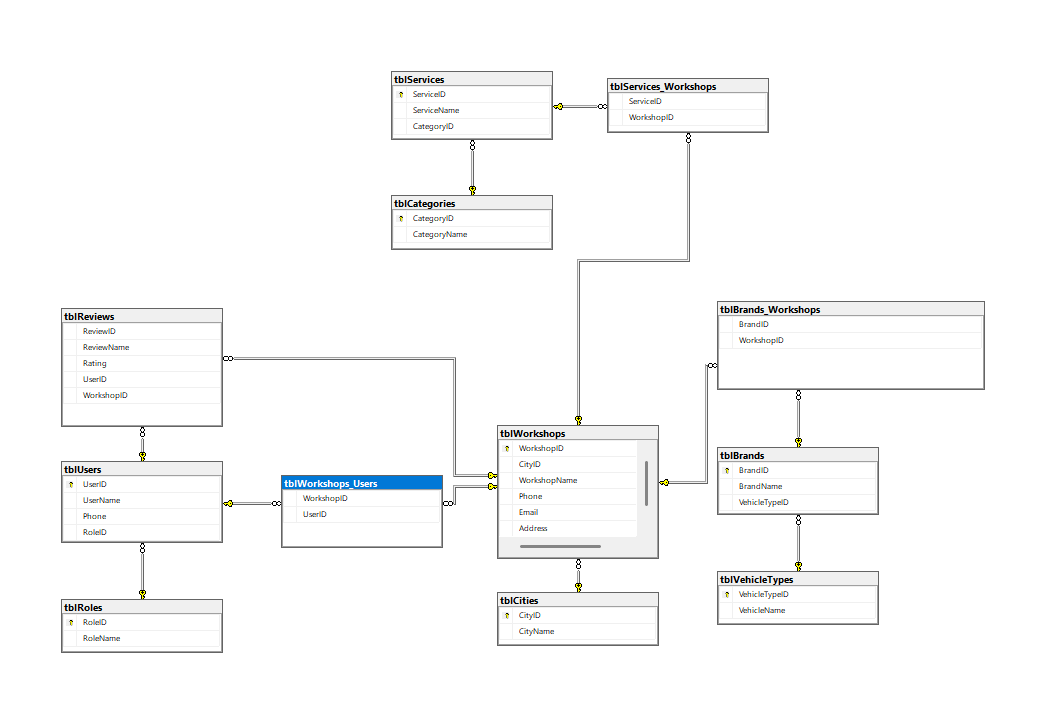 tblServices
ServiceID
ServiceName
CategoryID
tblServices_Workshops
ServiceID
WorkshopID
tblCategories
CategoryID
CategoryName
tblReviews
ReviewID
ReviewName
Rating
UserID
WorkshopID
tblBrands_Workshops
BrandID
WorkshopID
tblWorkshops
WorkshopID
CityID
WorkshopName
Phone
Email
Address
tblBrands
BrandID
BrandName
VehicleTypeID
tblUsers
UserID
UserName
Phone
RoleID
tblWorkshops_Users
WorkshopID
UserID
tblVehicleTypes
VehicleTypeID
VehicleName
tblCities
CityID
CityName
tblRoles
RoleID
RoleName